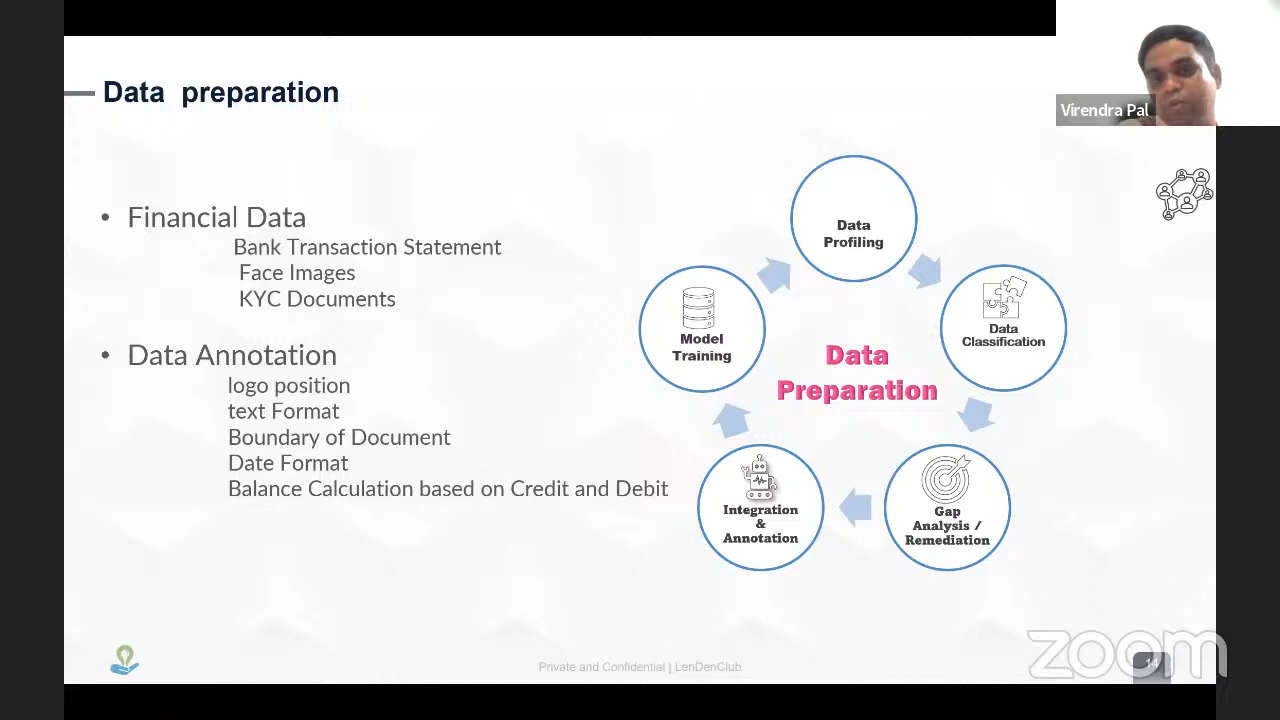 Data preparation
Virendra Pal
• Financial Data
Bank Transaction Statement
Face Images
KYC Documents
• Data Annotation
logo position
text Format
Boundary of Document
Date Format
Balance Calculation based on Credit and Debit
Data
Profiling
Data
Classification
Gap
Analysis /
Remediation
Integration
&
Annotation
Model
Training
Data
Preparation
Private and Confidential | LenDenClub
14
zoom